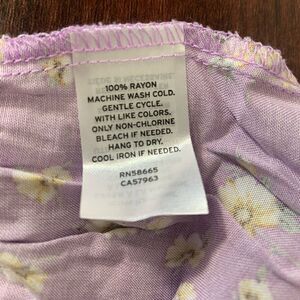 100% RAYON
MACHINE WASH COLD.
GENTLE CYCLE.
WITH LIKE COLORS.
ONLY NON-CHLORINE
BLEACH IF NEEDED.
HANG TO DRY.
COOL IRON IF NEEDED.
RN58665
CA57963